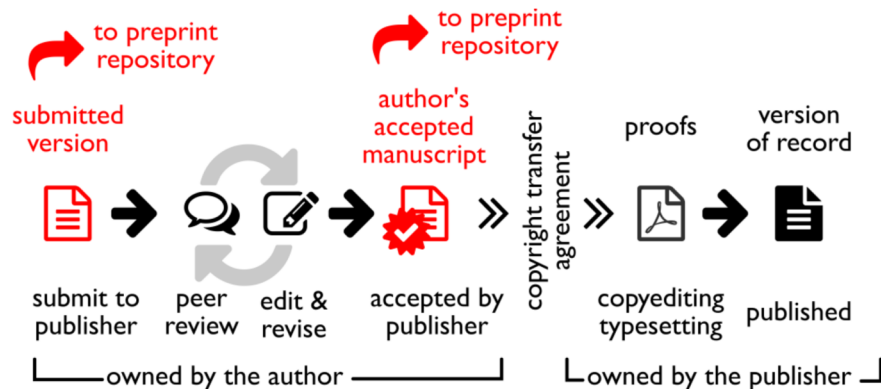 to preprint
repository
to preprint
repository
submitted
version
author's
accepted
manuscript
copyright transfer
agreement
proofs
version
of record
submit to
publisher
peer
review
edit &
revise
accepted by
publisher
copyediting
typesetting
published
owned by the author
owned by the publisher